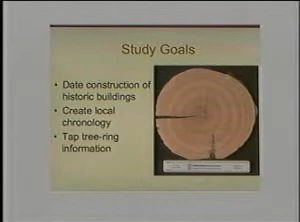 Study Goals
• Date construction of
historic buildings
• Create local
chronology
• Tap tree-ring
information